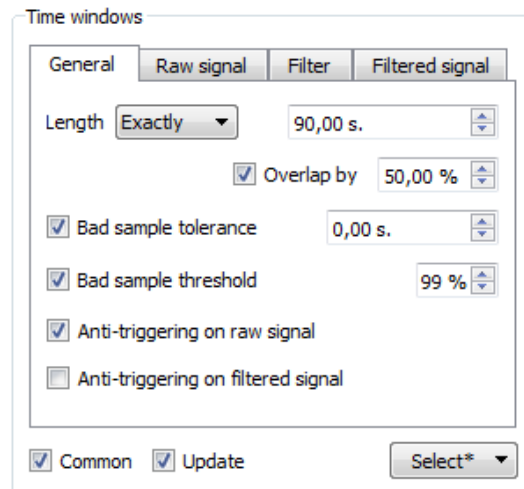 Time windows
General Raw signal Filter Filtered signal
Length Exactly 90,00 s.
Overlap by 50,00 %
Bad sample tolerance 0,00 s.
Bad sample threshold 99 %
Anti-triggering on raw signal
Anti-triggering on filtered signal
Common Update Select*